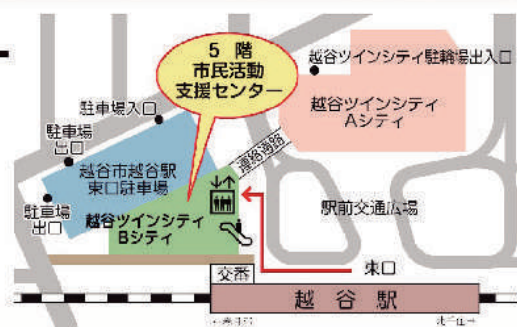 5 階
市民活動
支援センター
越谷ツインシティ駐輪場出入口
越谷ツインシティ
Aシティ
駐車場入口
駐車場
出口
越谷市越谷駅
東口駐車場
連絡通路
駐車場
出口
越谷ツインシティ
Bシティ
駅前交通広場
東口
交番
越 谷 駅
北千住→